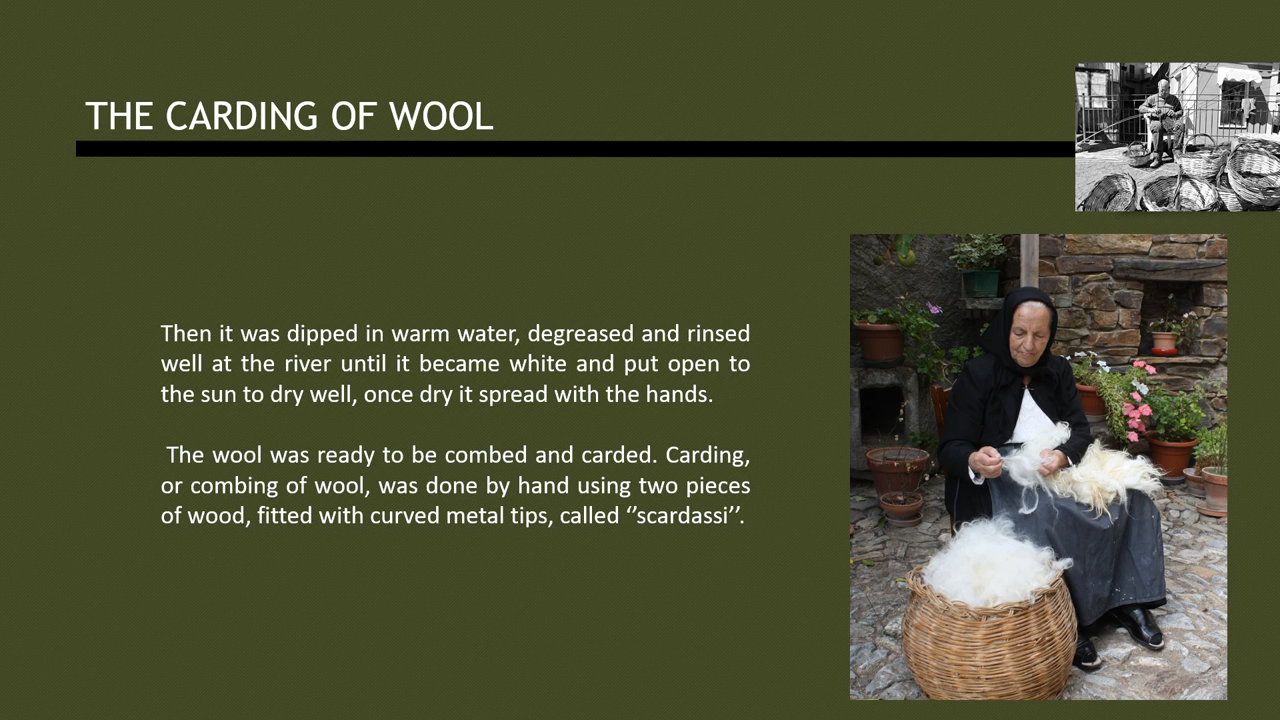 THE CARDING OF WOOL
Then it was dipped in warm water, degreased and rinsed
well at the river until it became white and put open to
the sun to dry well, once dry it spread with the hands.
The wool was ready to be combed and carded. Carding,
or combing of wool, was done by hand using two pieces
of wood, fitted with curved metal tips, called ‘’scardassi’’.